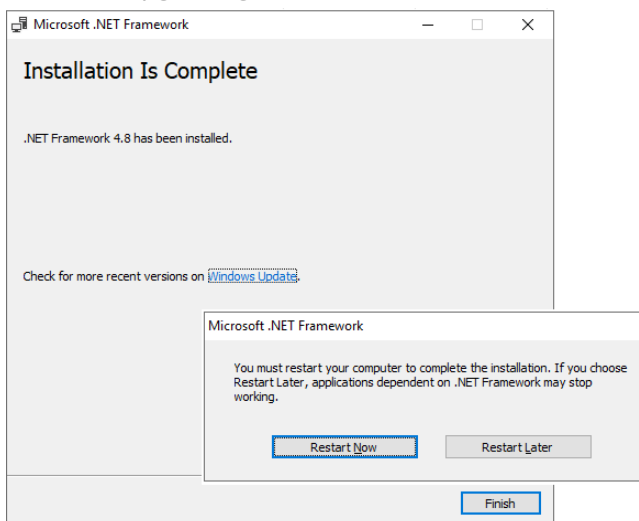 Microsoft .NET Framework
Installation Is Complete
.NET Framework 4.8 has been installed.
Check for more recent versions on Windows Update.
Microsoft .NET Framework
You must restart your computer to complete the installation. If you choose
Restart Later, applications dependent on .NET Framework may stop
working.
Restart Now
Restart Later
Finish